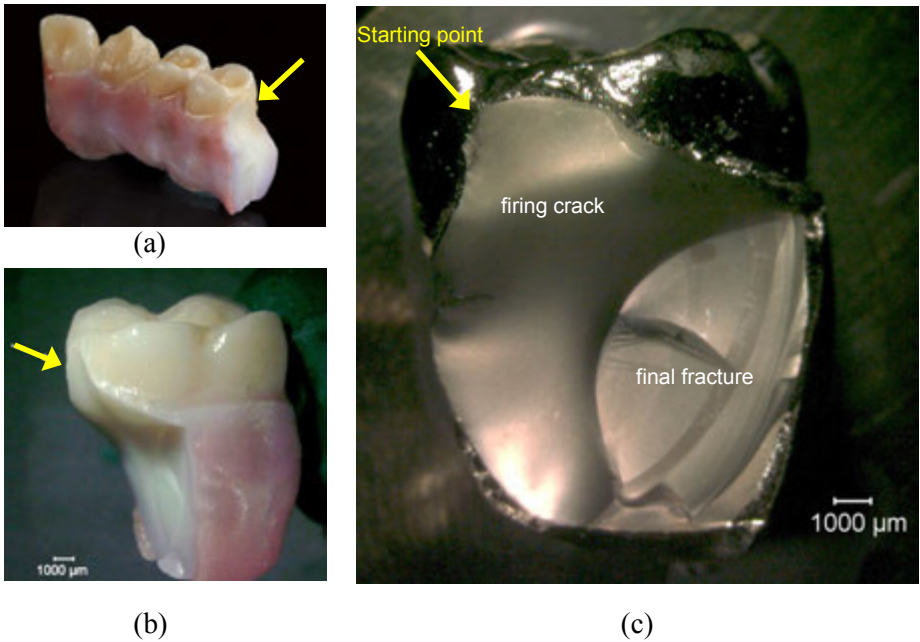 (a)
1000 µm
(b)
Starting point
firing crack
final fracture
1000 µm
(c)